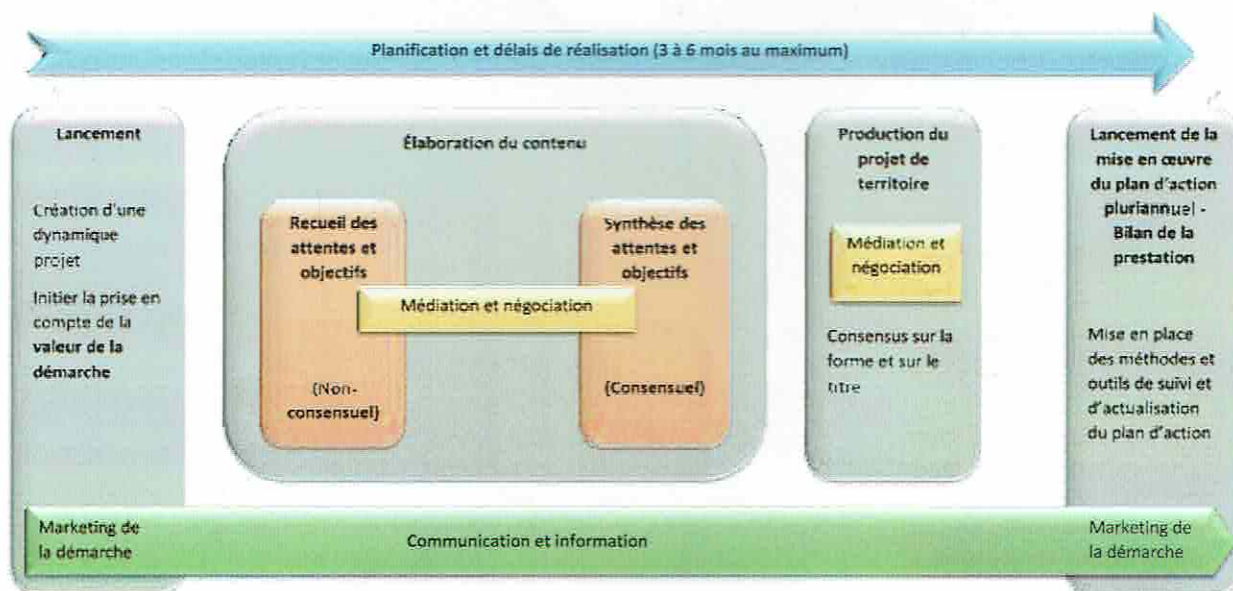 Planification et délais de réalisation (3 à 6 mois au maximum)
Lancement
Création d'une
dynamique
projet
Initier la prise en
compte de la
valeur de la
démarche
Élaboration du contenu
Recueil des
attentes et
objectifs
(Non-
consensuel)
Médiation et négociation
Synthèse des
attentes et
objectifs
(Consensuel)
Production du
projet de
territoire
Médiation et
négociation
Consensus sur la
forme et sur le
titre
Lancement de la
mise en œuvre
du plan d'action
pluriannuel -
Bilan de la
prestation
Mise en place
des méthodes et
outils de suivi et
d'actualisation
du plan d'action
Marketing de
la démarche
Communication et information
Marketing de
la démarche